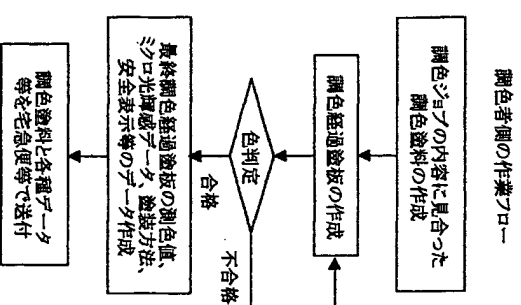 調色者側の作業フロー
調色ジョブの内容に見合った
調色塗料の作成
調色経過塗板の作成
色判定
合格
不合格
最終調色経過塗板の測色値、
ミクロ光輝感データ、塗装方法、
安全表示等のデータ作成
調色塗料と各種データ
等を宅急便等で送付